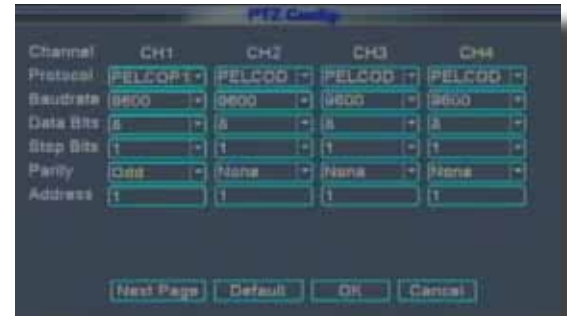 PTZ Config
Channel CH1 CH2 CH3 CH4
Protocol PELCOP1 PELCOD PELCOD PELCOD
Baudrate 9600 9600 9600 9600
Data Bits 8 8 8 8
Stop Bits 1 1 1 1
Parity Odd None None None
Address 1 1 1 1
Next Page Default OK Cancel